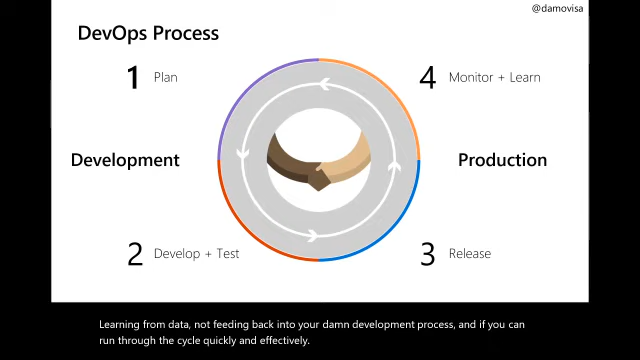 @damovisa
DevOps Process
1 Plan
4 Monitor + Learn
Development
Production
2 Develop + Test
3 Release
Learning from data, not feeding back into your damn development process, and if you can
run through the cycle quickly and effectively.